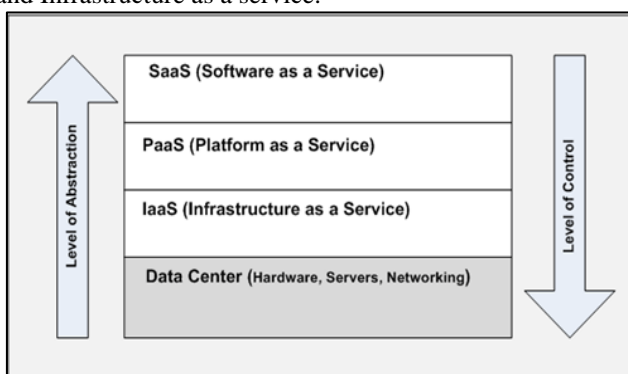 and Infrastructure as a service.
SaaS (Software as a Service)
PaaS (Platform as a Service)
IaaS (Infrastructure as a Service)
Data Center (Hardware, Servers, Networking)
Level of Abstraction
Level of Control